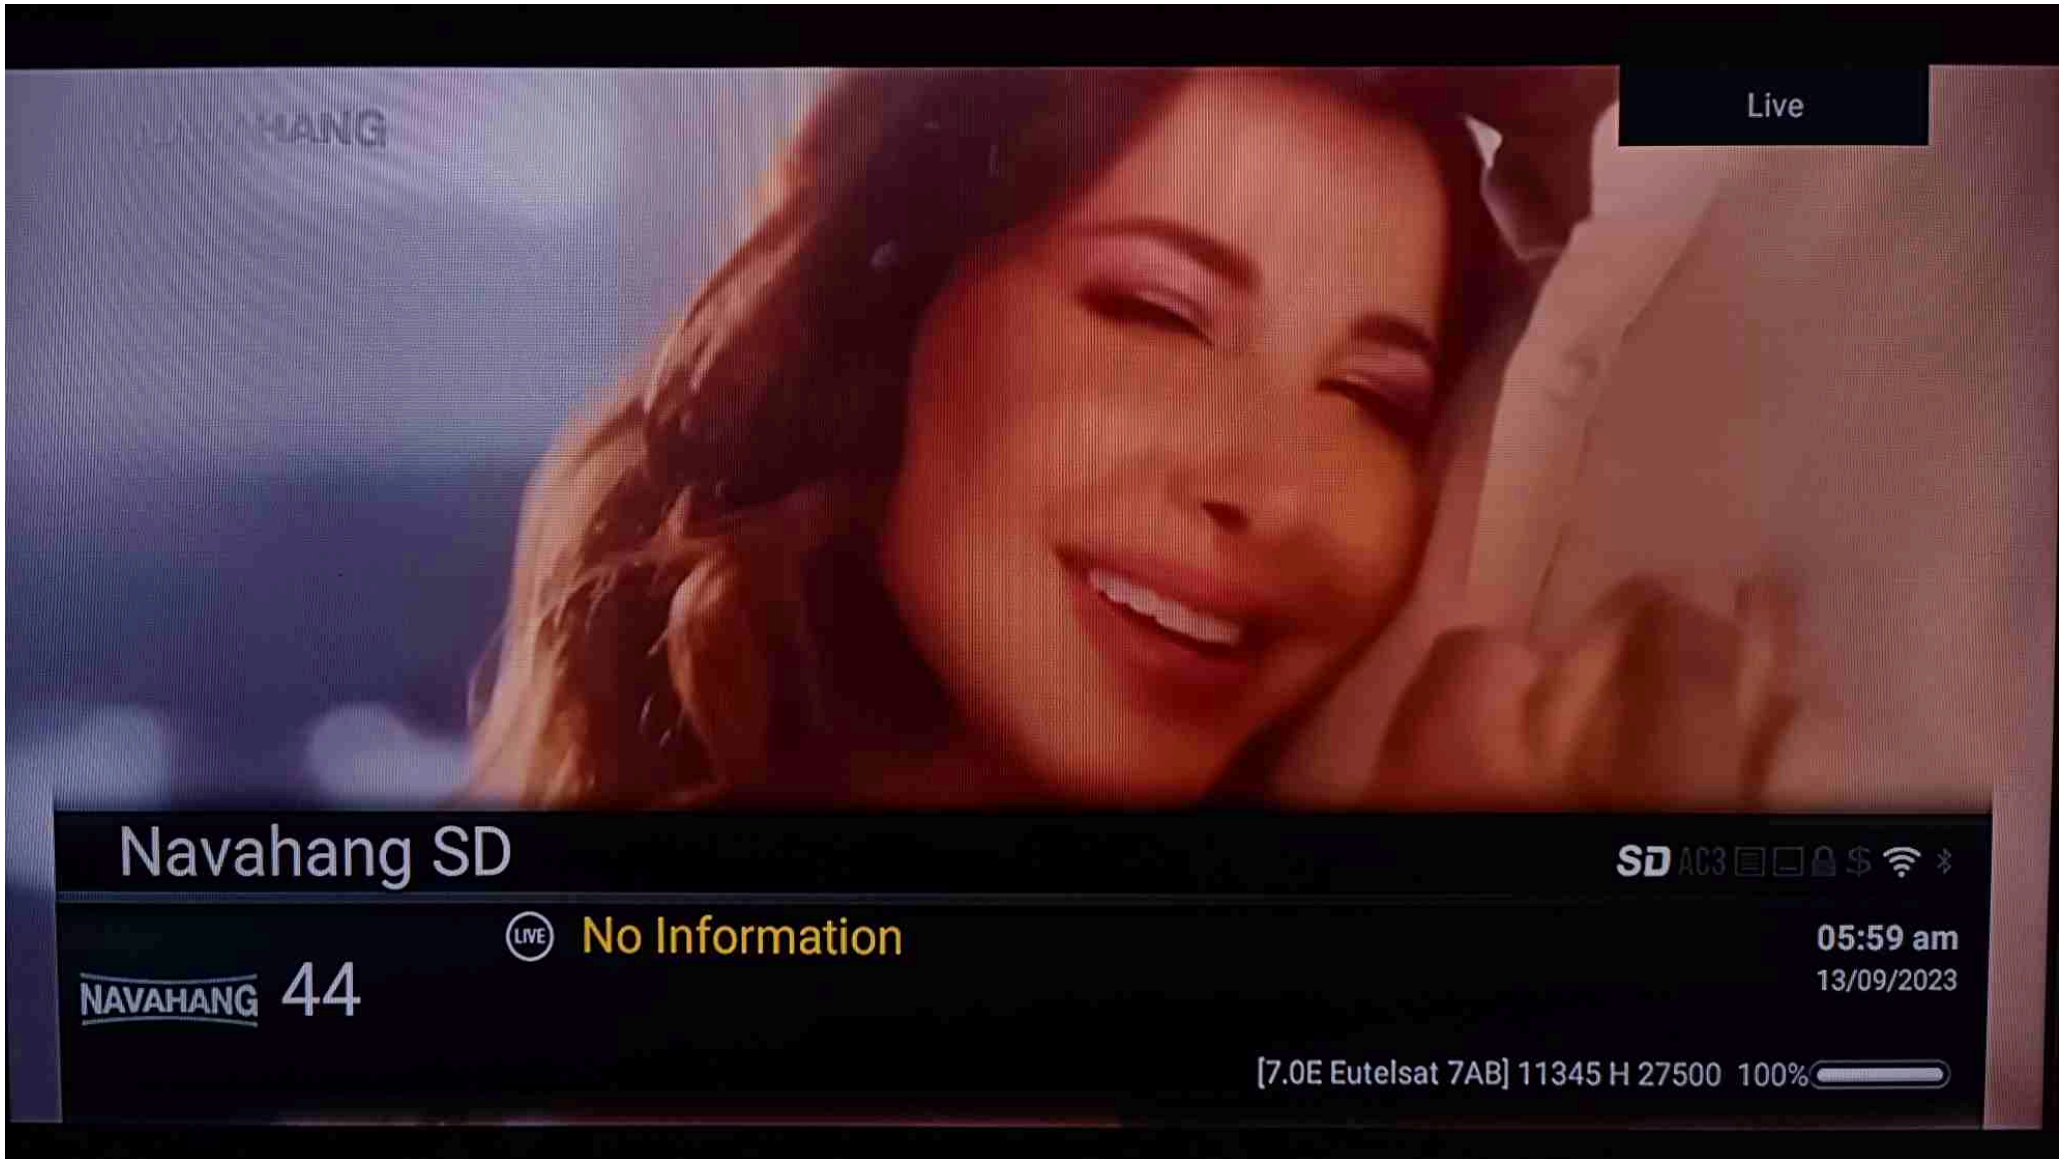 Live
Navahang SD
SD AC3 $
LIVE No Information
05:59 am
13/09/2023
NAVAHANG 44
[7.0E Eutelsat 7AB] 11345 H 27500 100%